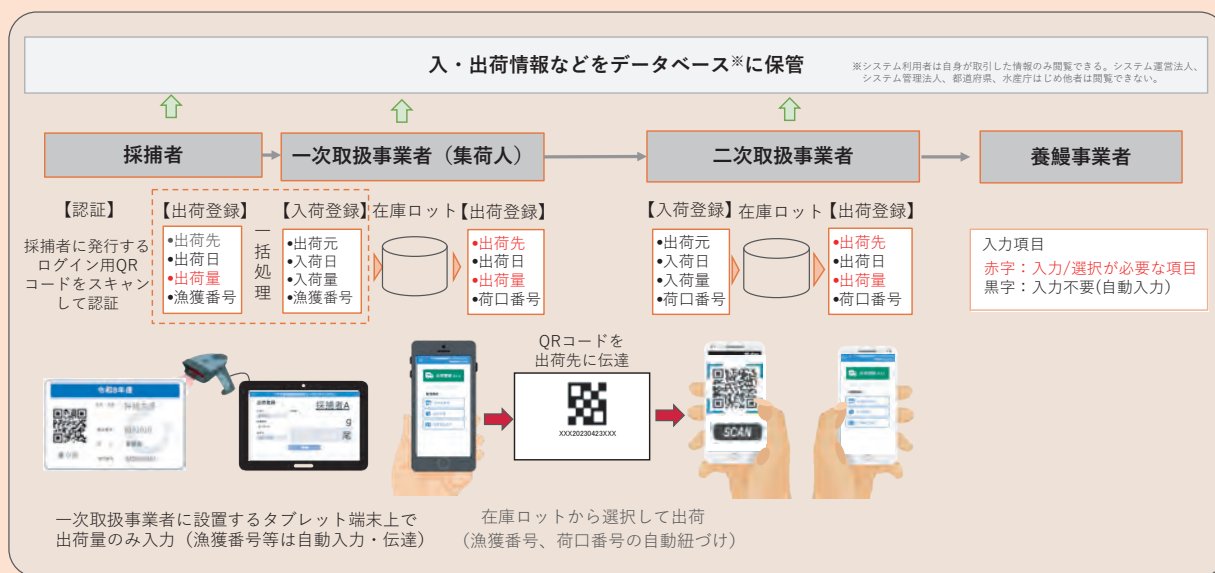 入・出荷情報などをデータベース※に保管
※システム利用者は自身が取引した情報のみ閲覧できる。システム運営法人、
システム管理法人、都道府県、水産庁はじめ他者は閲覧できない。
採捕者
一次取扱事業者（集荷人）
二次取扱事業者
養鰻事業者
【認証】
採捕者に発行する
ログイン用QR
コードをスキャン
して認証
【出荷登録】
•出荷先
•出荷日
•出荷量
•漁獲番号
一括処理
【入荷登録】
•出荷元
•入荷日
•入荷量
•漁獲番号
在庫ロット
【出荷登録】
•出荷先
•出荷日
•出荷量
•荷口番号
【入荷登録】
•出荷元
•入荷日
•入荷量
•荷口番号
在庫ロット
【出荷登録】
•出荷先
•出荷日
•出荷量
•荷口番号
入力項目
赤字：入力/選択が必要な項目
黒字：入力不要(自動入力)
令和8年度
出荷登録
採捕者A
g
尾
QRコードを
出荷先に伝達
XXX20230423XXX
SCAN
一次取扱事業者に設置するタブレット端末上で
出荷量のみ入力（漁獲番号等は自動入力・伝達）
在庫ロットから選択して出荷
（漁獲番号、荷口番号の自動紐づけ）